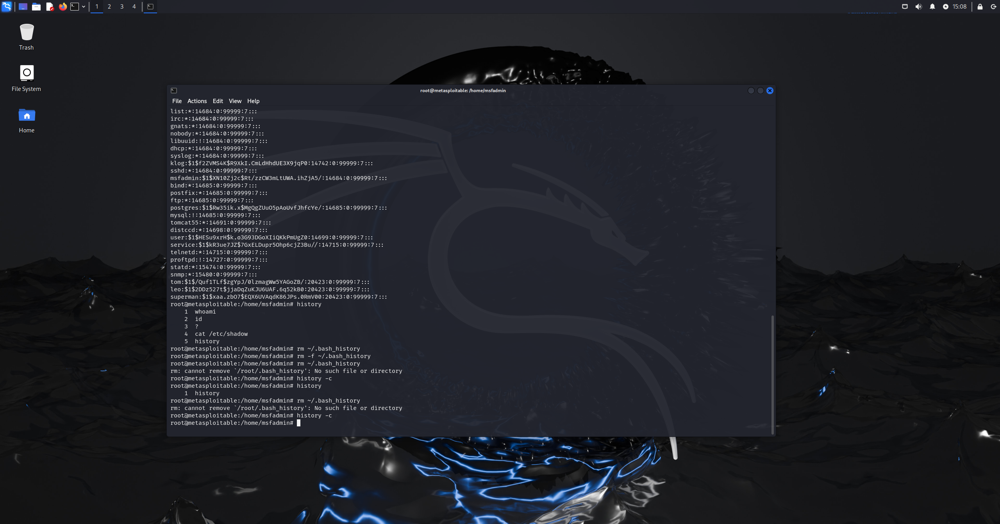 1 2 3 4
15:08
Trash
File System
Home
root@metasploitable: /home/msfadmin
File Actions Edit View Help
list:*:14684:0:99999:7:::
irc:*:14684:0:99999:7:::
gnats:*:14684:0:99999:7:::
nobody:*:14684:0:99999:7:::
libuuid:!:14684:0:99999:7:::
dhcp:*:14684:0:99999:7:::
syslog:*:14684:0:99999:7:::
klog:$1$f2ZVMS4K$R9XkI.CmLdHhdUE3X9jqP0:14742:0:99999:7:::
sshd:*:14684:0:99999:7:::
msfadmin:$1$XN10Zj2c$Rt/zzCW3mLtUWA.ihZjA5/:14684:0:99999:7:::
bind:*:14685:0:99999:7:::
postfix:*:14685:0:99999:7:::
ftp:*:14685:0:99999:7:::
postgres:$1$Rw35ik.x$MgQgZUuO5pAoUvfJhfcYe/:14685:0:99999:7:::
mysql:!:14685:0:99999:7:::
tomcat55:*:14691:0:99999:7:::
distccd:*:14698:0:99999:7:::
user:$1$HESu9xrH$k.o3G93DGoXIiQKkPmUgZ0:14699:0:99999:7:::
service:$1$kR3ue7JZ$7GxELDupr5Ohp6cjZ3Bu//:14715:0:99999:7:::
telnetd:*:14715:0:99999:7:::
proftpd:!:14727:0:99999:7:::
statd:*:15474:0:99999:7:::
snmp:*:15480:0:99999:7:::
tom:$1$/Quf1TLf$zgYpJ/0lzmagWw5YAGoZB/:20423:0:99999:7:::
leo:$1$2DDz527t$jjaDqZuKJU6UAF.6q52kB0:20423:0:99999:7:::
superman:$1$xaa.zbO7$EQX6UVAqdK86JPs.0RmV00:20423:0:99999:7:::
root@metasploitable:/home/msfadmin# history
1 whoami
2 id
3 ?
4 cat /etc/shadow
5 history
root@metasploitable:/home/msfadmin# rm ~/.bash_history
root@metasploitable:/home/msfadmin# rm -f ~/.bash_history
root@metasploitable:/home/msfadmin# rm ~/.bash_history
rm: cannot remove `/root/.bash_history': No such file or directory
root@metasploitable:/home/msfadmin# history -c
root@metasploitable:/home/msfadmin# history
1 history
root@metasploitable:/home/msfadmin# rm ~/.bash_history
rm: cannot remove `/root/.bash_history': No such file or directory
root@metasploitable:/home/msfadmin# history -c
root@metasploitable:/home/msfadmin#